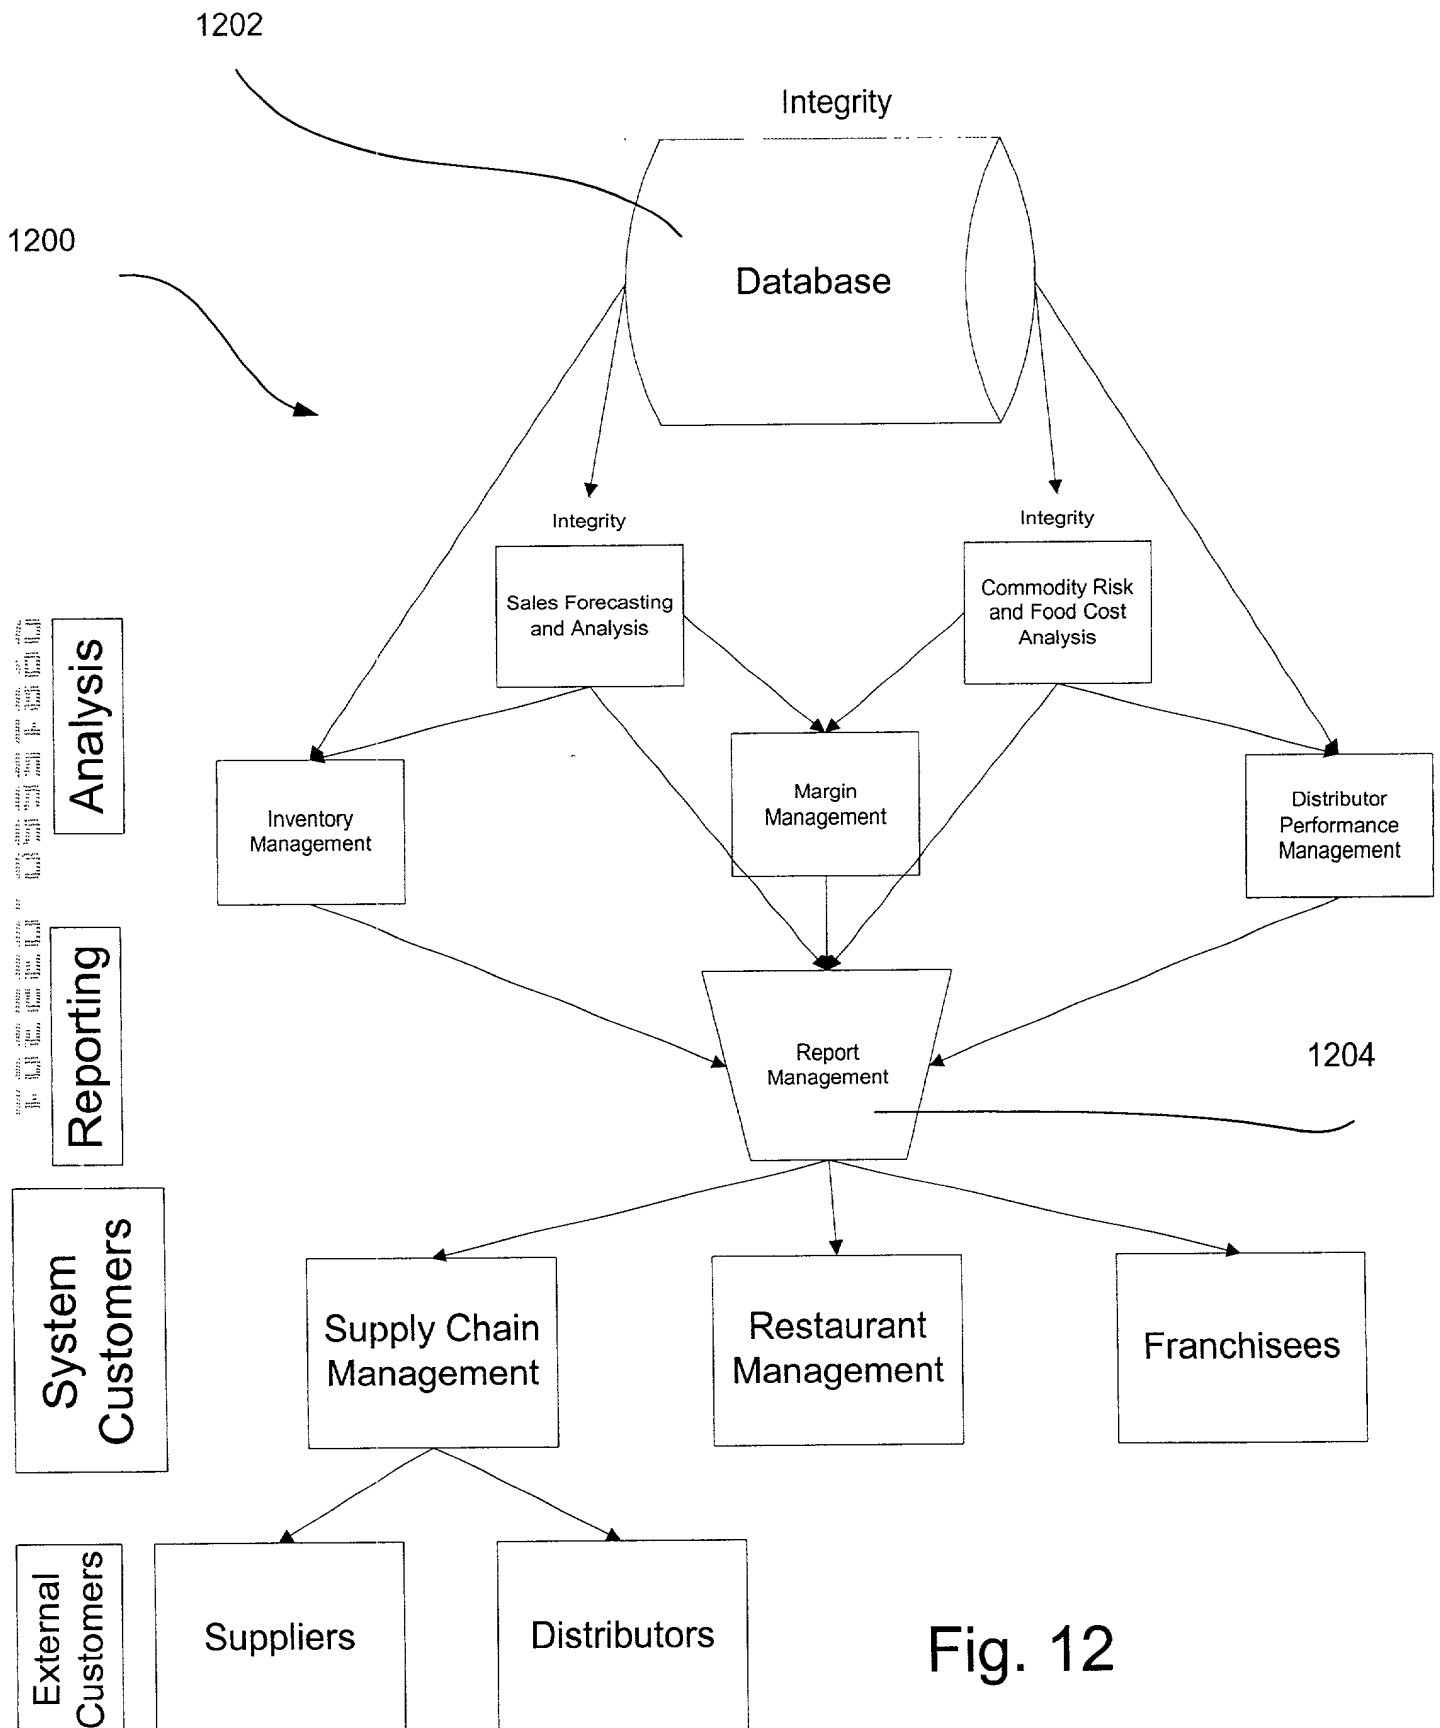 1202
Integrity
1200
Database
Integrity
Integrity
Sales Forecasting
and Analysis
Commodity Risk
and Food Cost
Analysis
Analysis
Inventory
Management
Margin
Management
Distributor
Performance
Management
Reporting
Report
Management
1204
System
Customers
Supply Chain
Management
Restaurant
Management
Franchisees
External
Customers
Suppliers
Distributors
Fig. 12